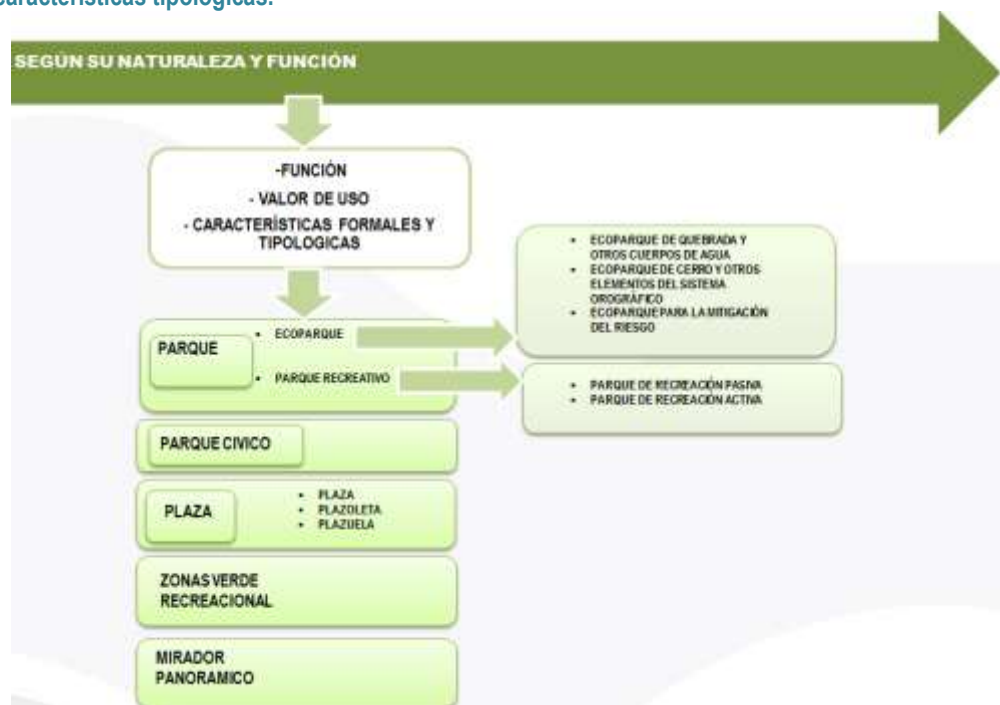 características tipológicas.
SEGÚN SU NATURALEZA Y FUNCIÓN
-FUNCIÓN
- VALOR DE USO
- CARACTERÍSTICAS FORMALES Y
TIPOLOGICAS
PARQUE
• ECOPARQUE
• PARQUE RECREATIVO
• ECOPARQUE DE QUEBRADA Y
OTROS CUERPOS DE AGUA
• ECOPARQUE DE CERRO Y OTROS
ELEMENTOS DEL SISTEMA
OROGRÁFICO
• ECOPARQUE PARA LA MITIGACIÓN
DEL RIESGO
• PARQUE DE RECREACIÓN PASIVA
• PARQUE DE RECREACIÓN ACTIVA
PARQUE CIVICO
PLAZA
• PLAZA
• PLAZOLETA
• PLAZUELA
ZONAS VERDE
RECREACIONAL
MIRADOR
PANORAMICO